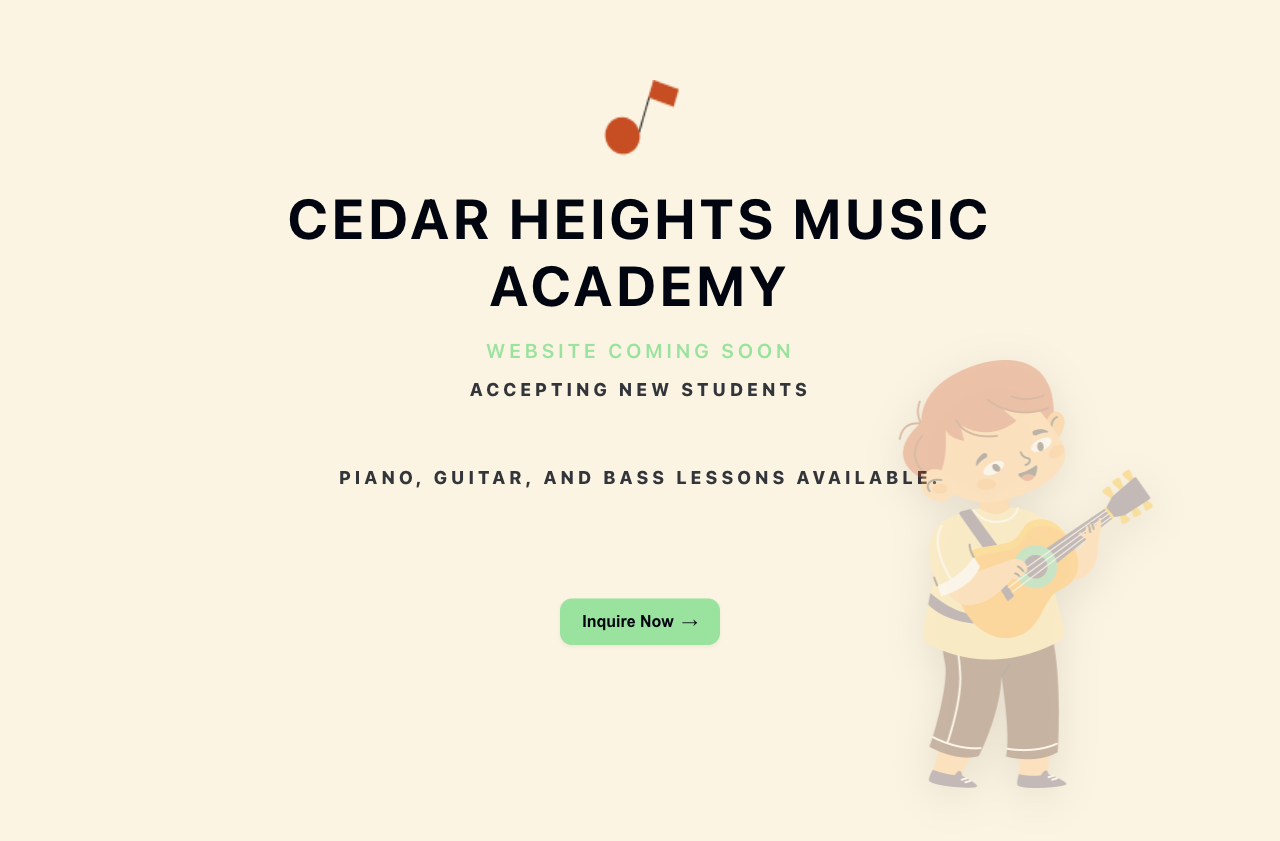 CEDAR HEIGHTS MUSIC
ACADEMY
WEBSITE COMING SOON
ACCEPTING NEW STUDENTS
PIANO, GUITAR, AND BASS LESSONS AVAILABLE.
Inquire Now →